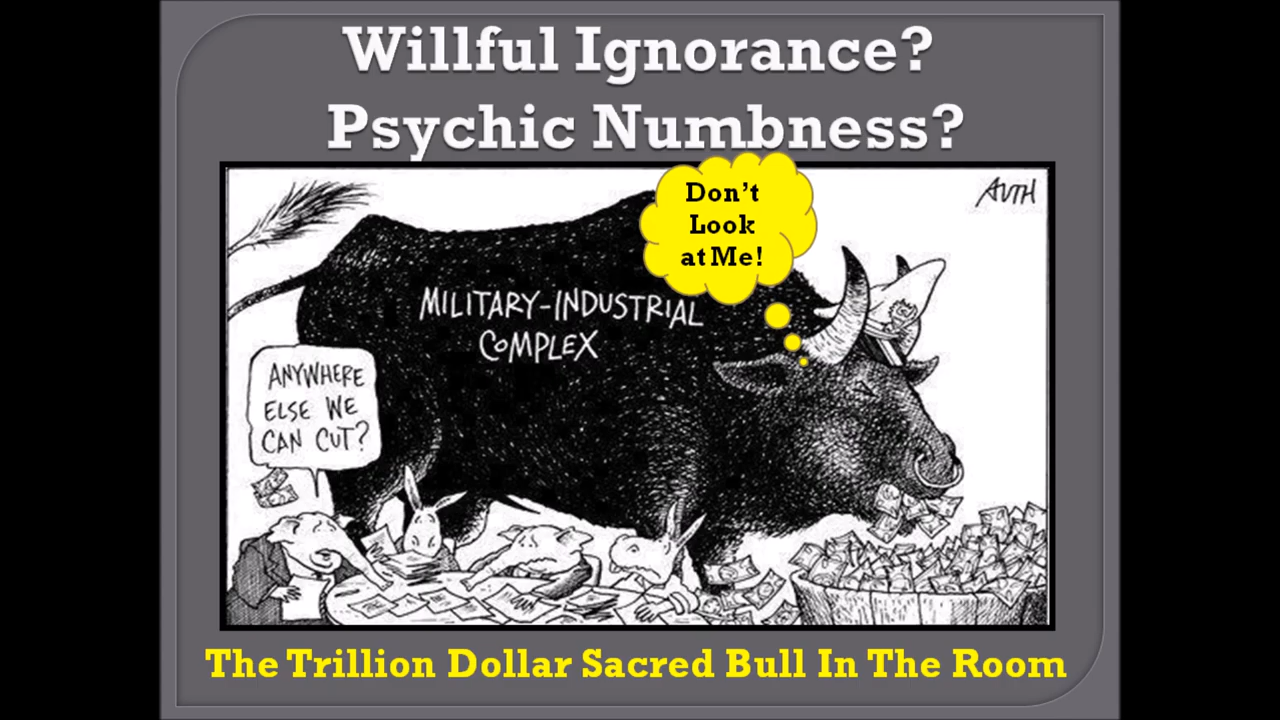 Willful Ignorance?
Psychic Numbness?
Don't
Look
at Me!
AUTH
MILITARY-INDUSTRIAL
COMPLEX
ANYWHERE
ELSE WE
CAN CUT?
The Trillion Dollar Sacred Bull In The Room